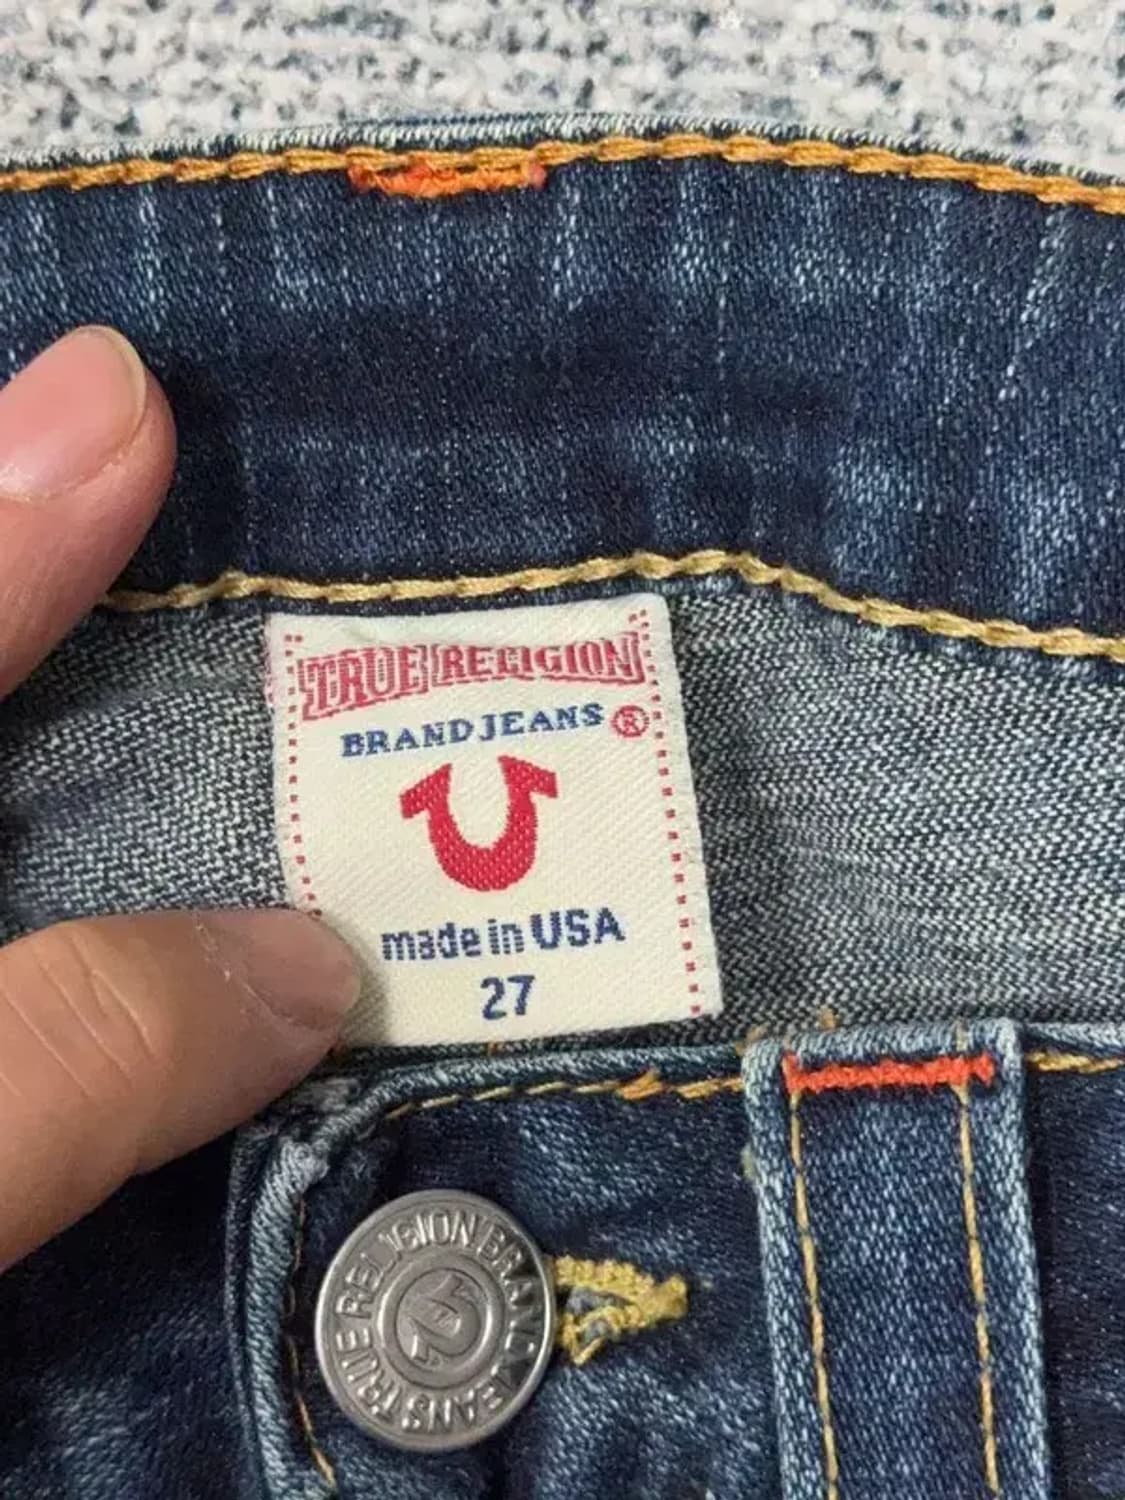 TRUE RELIGION
BRAND JEANS ®
made in USA
27
TRUE RELIGION BRAND JEANS